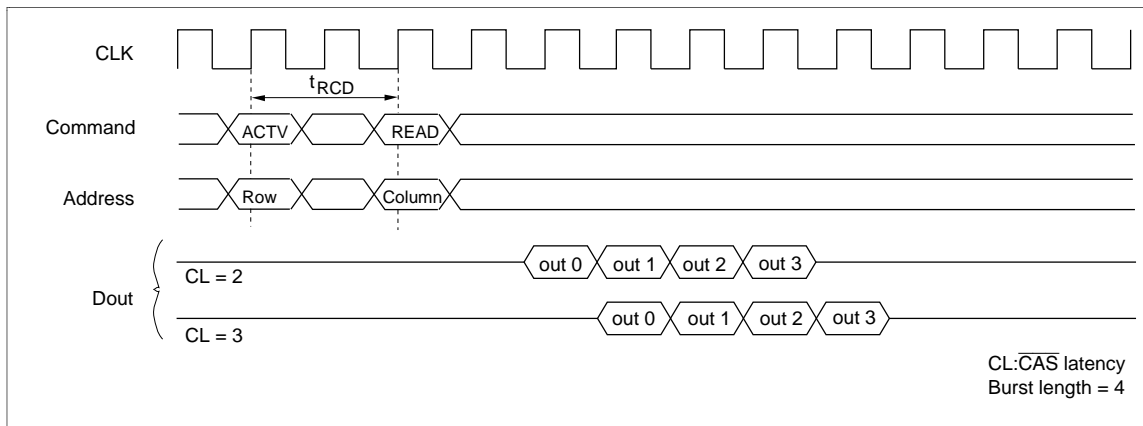 CLK
tRCD
Command
ACTV
READ
Address
Row
Column
Dout
CL = 2
out 0
out 1
out 2
out 3
CL = 3
out 0
out 1
out 2
out 3
CL:C̅A̅S̅ latency
Burst length = 4